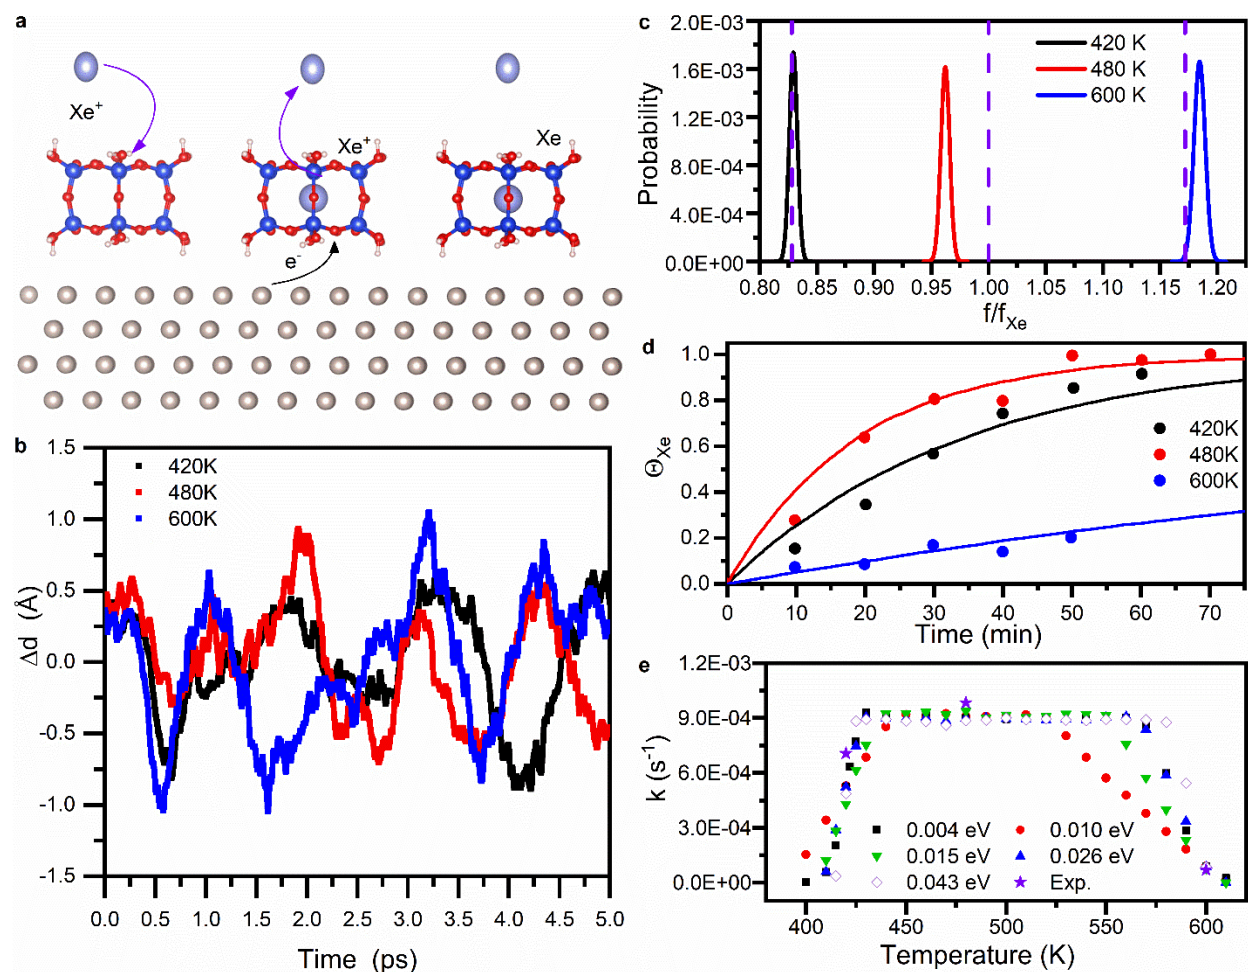 a
Xe⁺
Xe⁺
Xe
e⁻
b
1.5
1.0
0.5
0.0
-0.5
-1.0
-1.5
Δd (Å)
420K
480K
600K
0.0 0.5 1.0 1.5 2.0 2.5 3.0 3.5 4.0 4.5 5.0
Time (ps)
c
2.0E-03
1.6E-03
1.2E-03
8.0E-04
4.0E-04
0.0E+00
Probability
420 K
480 K
600 K
0.80 0.85 0.90 0.95 1.00 1.05 1.10 1.15 1.20
f/fXe
d
1.0
0.8
0.6
0.4
0.2
0.0
ΘXe
420K
480K
600K
0 10 20 30 40 50 60 70
Time (min)
e
1.2E-03
9.0E-04
6.0E-04
3.0E-04
0.0E+00
k (s⁻¹)
0.004 eV 0.010 eV
0.015 eV 0.026 eV
0.043 eV Exp.
400 450 500 550 600
Temperature (K)